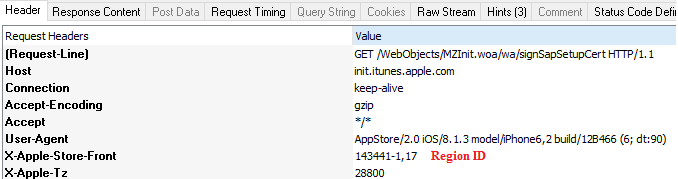 Header Response Content Post Data Request Timing Query String Cookies Raw Stream Hints (3) Comment Status Code Defi
Request Headers Value
(Request-Line) GET /WebObjects/MZInit.woa/wa/signSapSetupCert HTTP/1.1
Host init.itunes.apple.com
Connection keep-alive
Accept-Encoding gzip
Accept */*
User-Agent AppStore/2.0 iOS/8.1.3 model/iPhone6,2 build/12B466 (6; dt:90)
X-Apple-Store-Front 143441-1,17 Region ID
X-Apple-Tz 28800